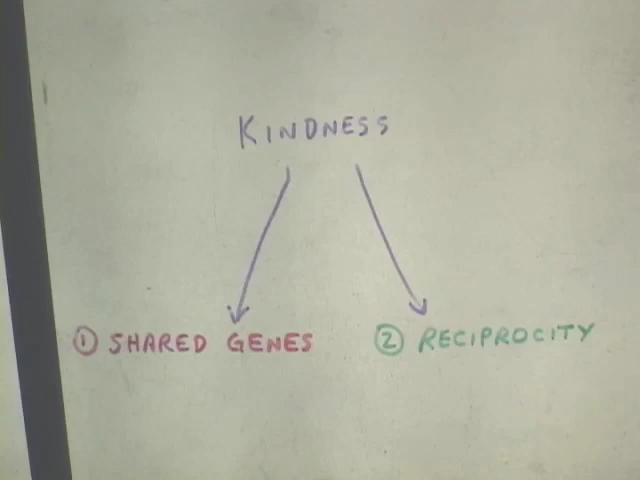 KINDNESS
① SHARED GENES
② RECIPROCITY